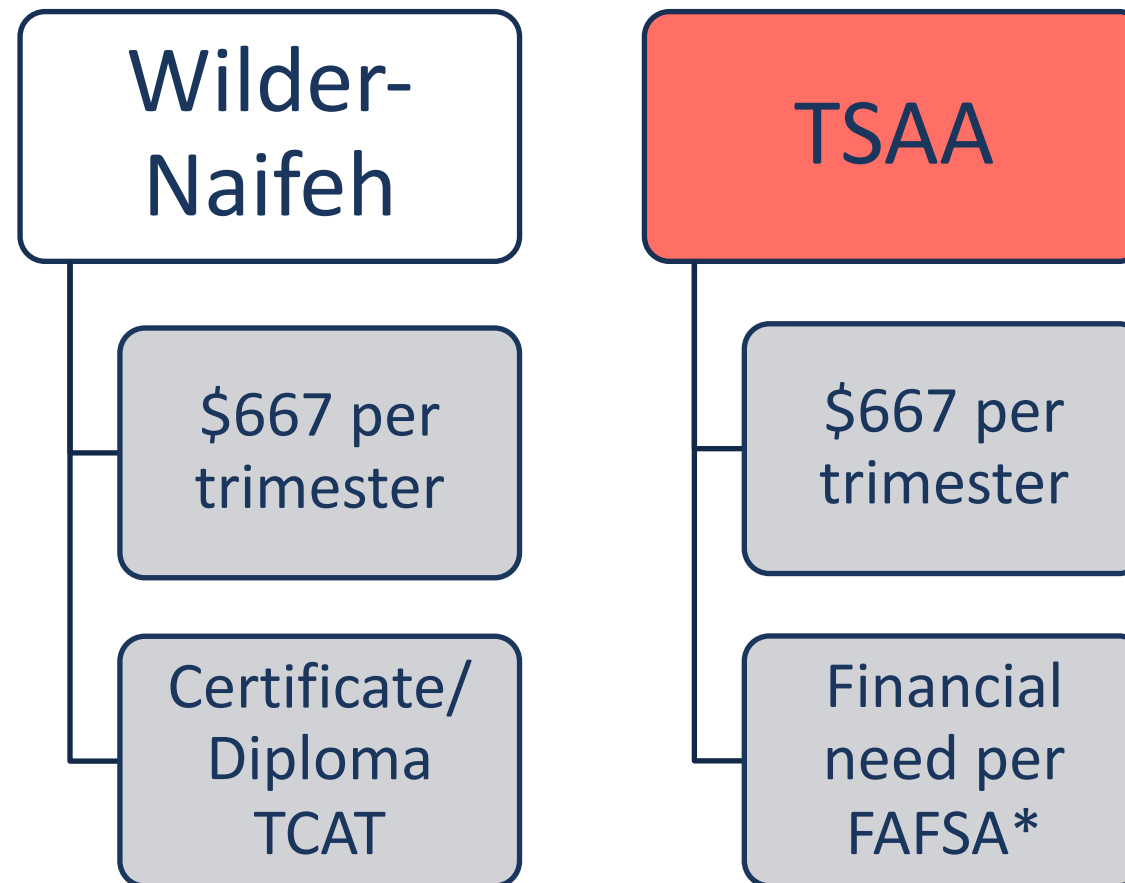 Wilder-
Naifeh
$667 per
trimester
Certificate/
Diploma
TCAT
TSAA
$667 per
trimester
Financial
need per
FAFSA*